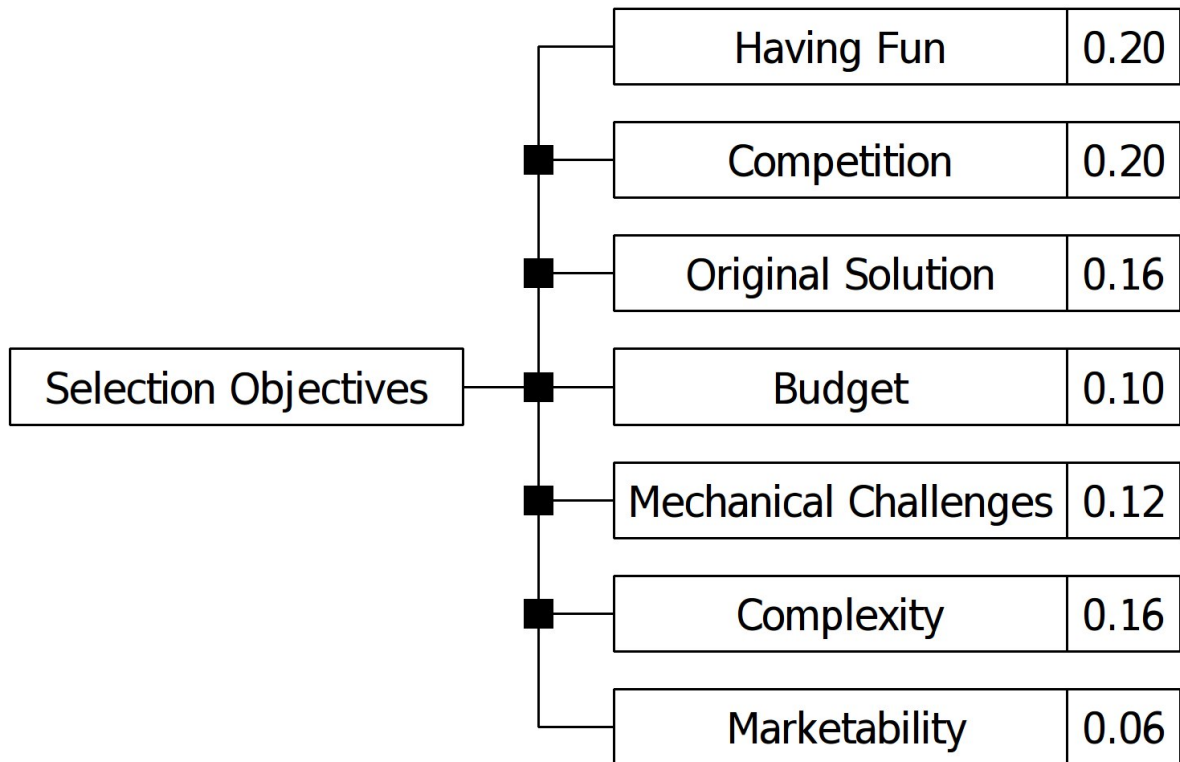 Having Fun 0.20
Competition 0.20
Original Solution 0.16
Selection Objectives
Budget 0.10
Mechanical Challenges 0.12
Complexity 0.16
Marketability 0.06